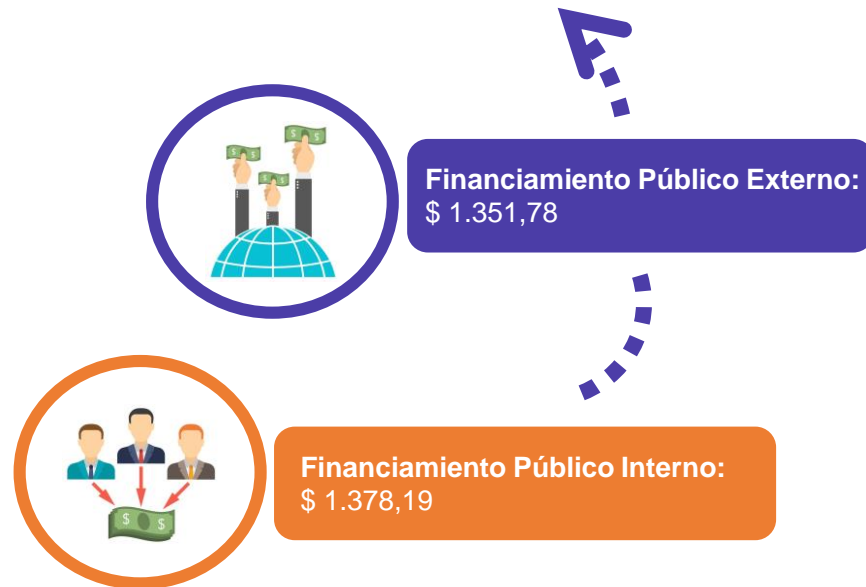 Financiamiento Público Externo:
$ 1.351,78
Financiamiento Público Interno:
$ 1.378,19